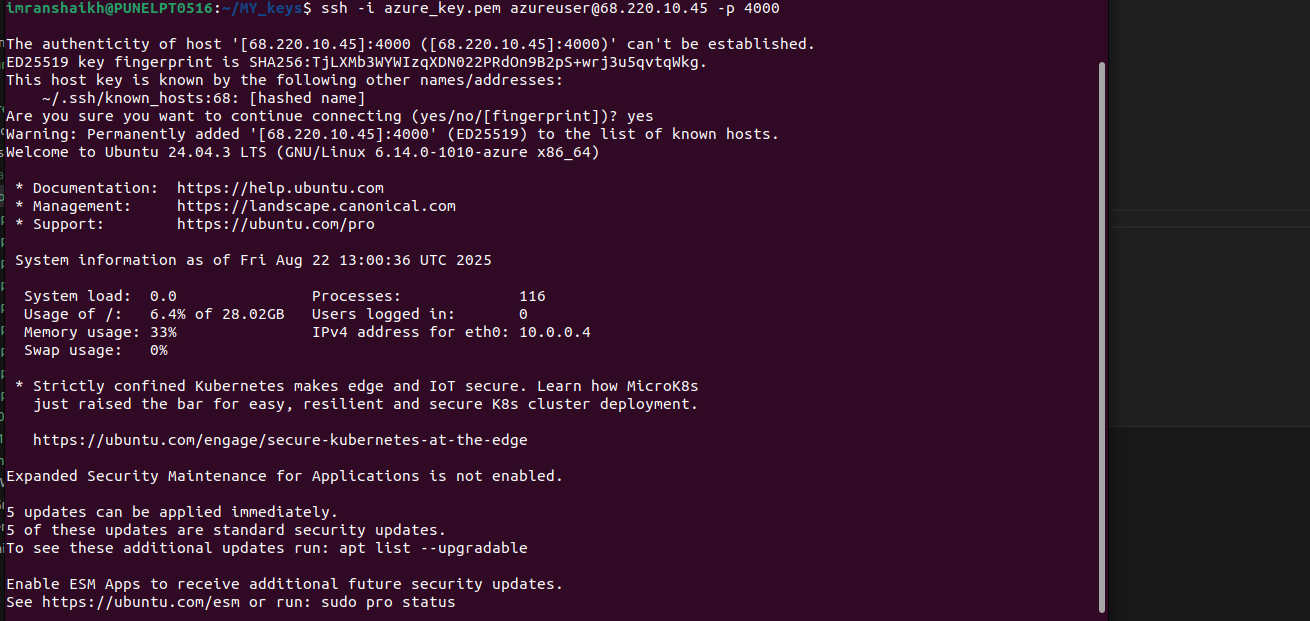 imranshaikh@PUNELPT0516:~/MY_keys$ ssh -i azure_key.pem azureuser@68.220.10.45 -p 4000
The authenticity of host '[68.220.10.45]:4000 ([68.220.10.45]:4000)' can't be established.
ED25519 key fingerprint is SHA256:TjLXMb3WYWIzqXDN022PRdOn9B2pS+wrj3u5qvtqWkg.
This host key is known by the following other names/addresses:
    ~/.ssh/known_hosts:68: [hashed name]
Are you sure you want to continue connecting (yes/no/[fingerprint])? yes
Warning: Permanently added '[68.220.10.45]:4000' (ED25519) to the list of known hosts.
Welcome to Ubuntu 24.04.3 LTS (GNU/Linux 6.14.0-1010-azure x86_64)
 * Documentation:  https://help.ubuntu.com
 * Management:     https://landscape.canonical.com
 * Support:        https://ubuntu.com/pro
 System information as of Fri Aug 22 13:00:36 UTC 2025
  System load:  0.0               Processes:             116
  Usage of /:   6.4% of 28.02GB   Users logged in:       0
  Memory usage: 33%               IPv4 address for eth0: 10.0.0.4
  Swap usage:   0%
 * Strictly confined Kubernetes makes edge and IoT secure. Learn how MicroK8s
   just raised the bar for easy, resilient and secure K8s cluster deployment.
   https://ubuntu.com/engage/secure-kubernetes-at-the-edge
Expanded Security Maintenance for Applications is not enabled.
5 updates can be applied immediately.
5 of these updates are standard security updates.
To see these additional updates run: apt list --upgradable
Enable ESM Apps to receive additional future security updates.
See https://ubuntu.com/esm or run: sudo pro status